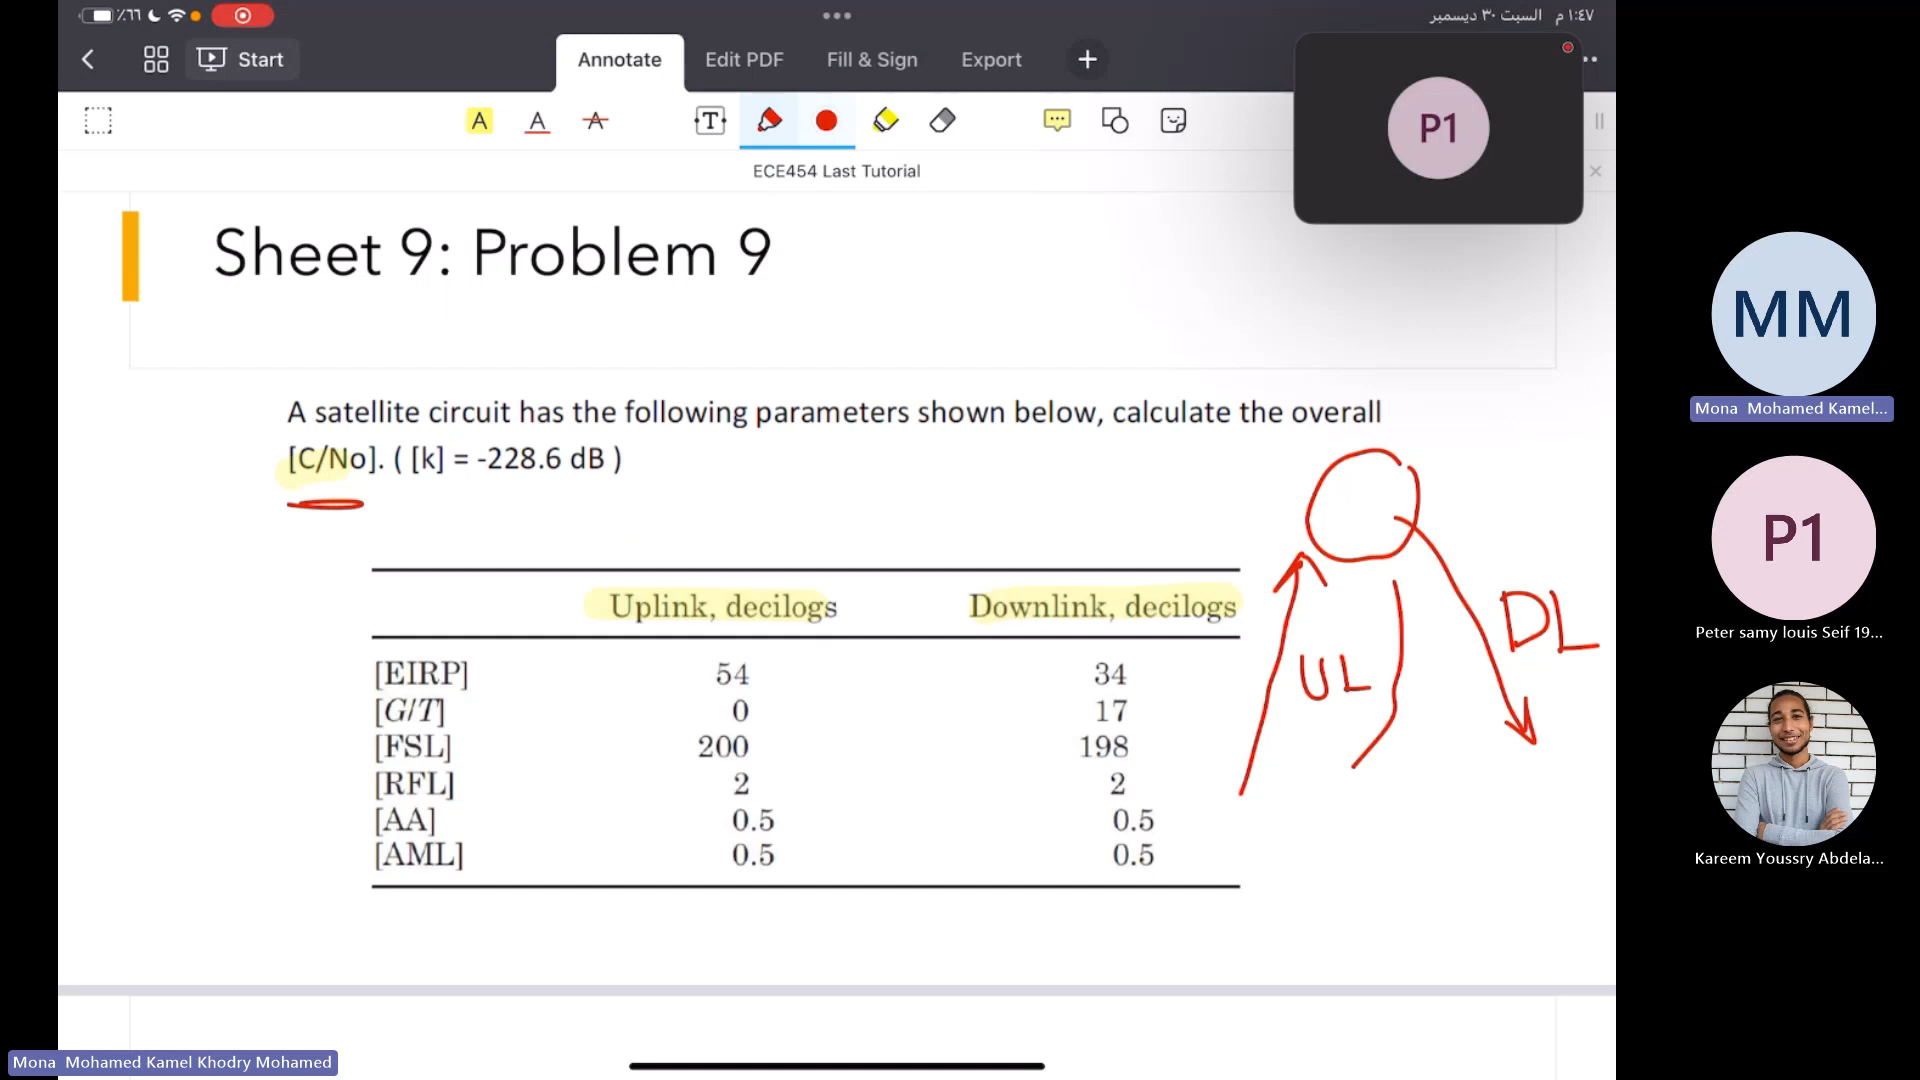 ٪٦٦
١:٤٧ م السبت ٣٠ ديسمبر
Start
Annotate
Edit PDF
Fill & Sign
Export
A
A
A
T
ECE454 Last Tutorial
P1
Sheet 9: Problem 9
A satellite circuit has the following parameters shown below, calculate the overall
[C/No]. ( [k] = -228.6 dB )
Uplink, decilogs Downlink, decilogs
[EIRP] 54 34
[G/T] 0 17
[FSL] 200 198
[RFL] 2 2
[AA] 0.5 0.5
[AML] 0.5 0.5
UL
DL
MM
Mona Mohamed Kamel...
P1
Peter samy louis Seif 19...
Kareem Youssry Abdela...
Mona Mohamed Kamel Khodry Mohamed